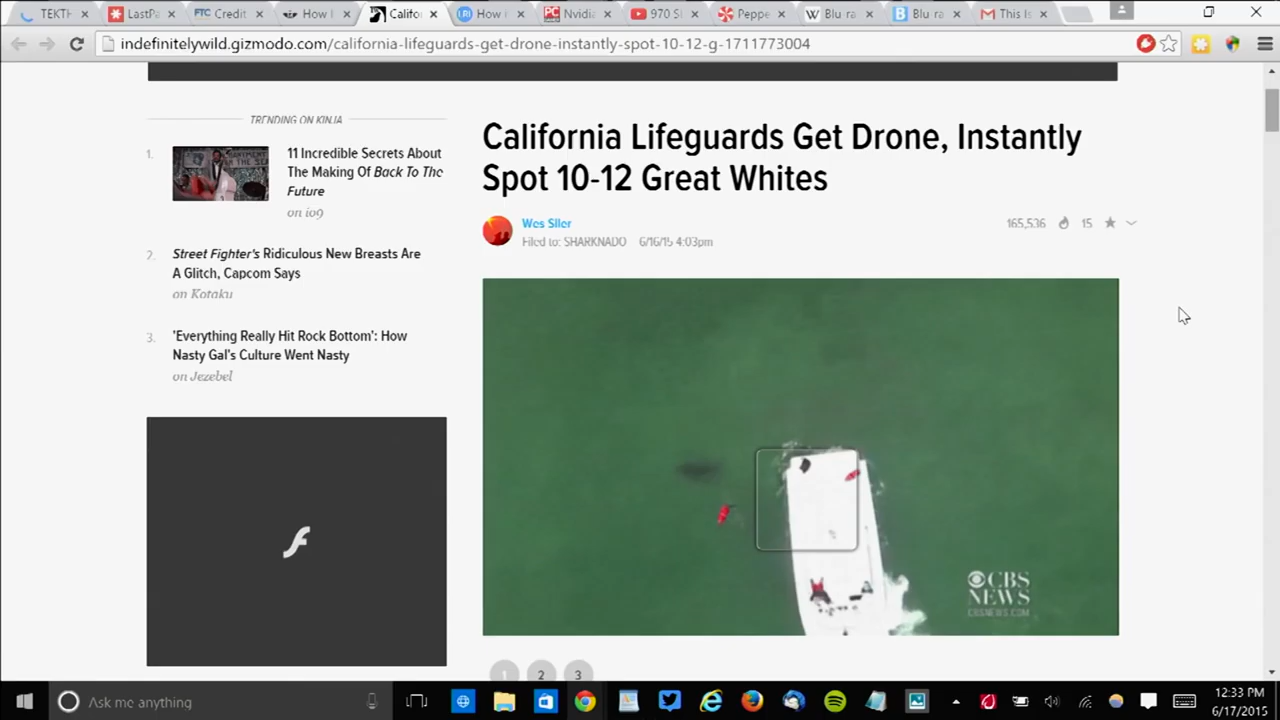 TEKTH
LastPa
FTC Credit
How I
Califo
How i
Nvidia
970 S
Peppe
Blu-ra
Blu-ra
This Is
indefinitelywild.gizmodo.com/california-lifeguards-get-drone-instantly-spot-10-12-g-1711773004
TRENDING ON KINJA
1.
11 Incredible Secrets About
The Making Of Back To The
Future
on io9
2.
Street Fighter's Ridiculous New Breasts Are
A Glitch, Capcom Says
on Kotaku
3.
'Everything Really Hit Rock Bottom': How
Nasty Gal's Culture Went Nasty
on Jezebel
California Lifeguards Get Drone, Instantly
Spot 10-12 Great Whites
Wes Siler
165,536
15
Filed to: SHARKNADO 6/16/15 4:03pm
CBS
NEWS
CBSNEWS.COM
1 2 3
Ask me anything
12:33 PM
6/17/2015